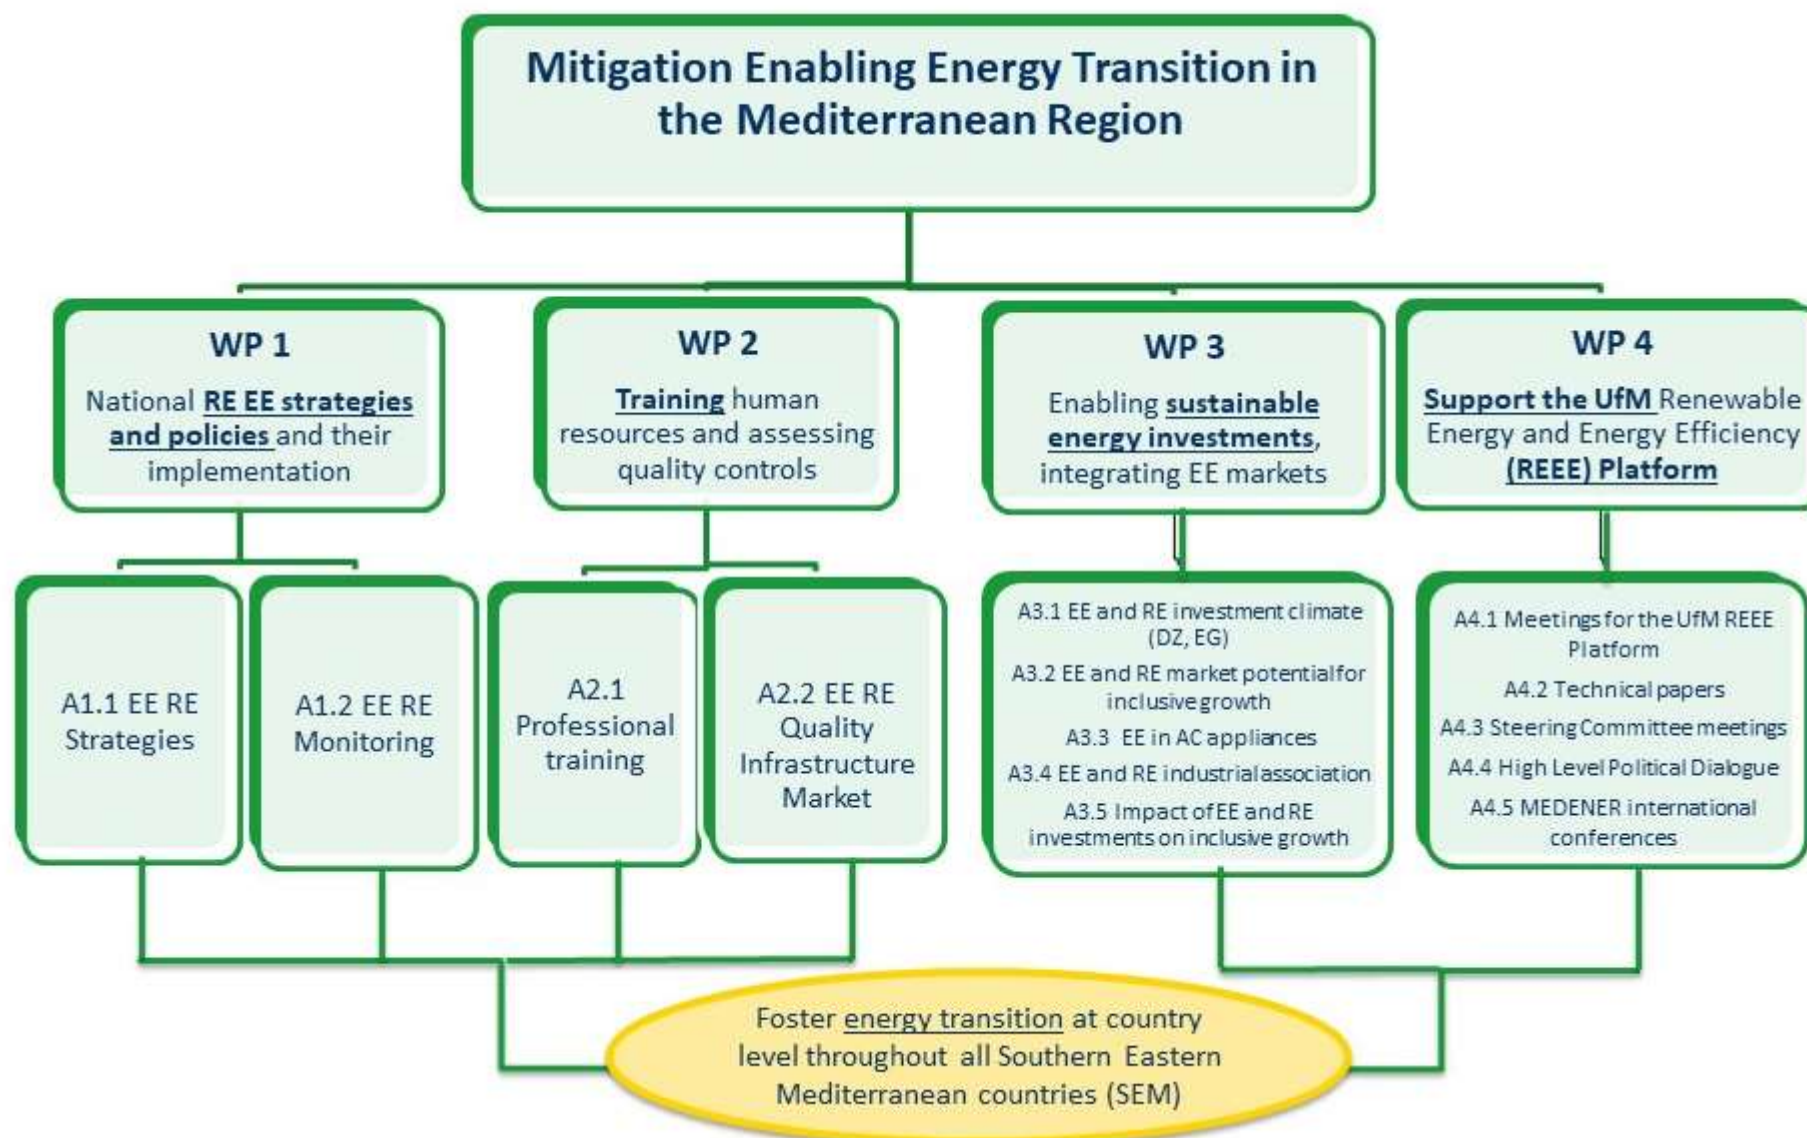 Mitigation Enabling Energy Transition in
the Mediterranean Region
WP 1
National RE EE strategies
and policies and their
implementation
WP 2
Training human
resources and assessing
quality controls
WP 3
Enabling sustainable
energy investments,
integrating EE markets
WP 4
Support the UfM Renewable
Energy and Energy Efficiency
(REEE) Platform
A1.1 EE RE
Strategies
A1.2 EE RE
Monitoring
A2.1
Professional
training
A2.2 EE RE
Quality
Infrastructure
Market
A3.1 EE and RE investment climate
(DZ, EG)
A3.2 EE and RE market potential for
inclusive growth
A3.3 EE in AC appliances
A3.4 EE and RE industrial association
A3.5 Impact of EE and RE
investments on inclusive growth
A4.1 Meetings for the UfM REEE
Platform
A4.2 Technical papers
A4.3 Steering Committee meetings
A4.4 High Level Political Dialogue
A4.5 MEDENER international
conferences
Foster energy transition at country
level throughout all Southern Eastern
Mediterranean countries (SEM)